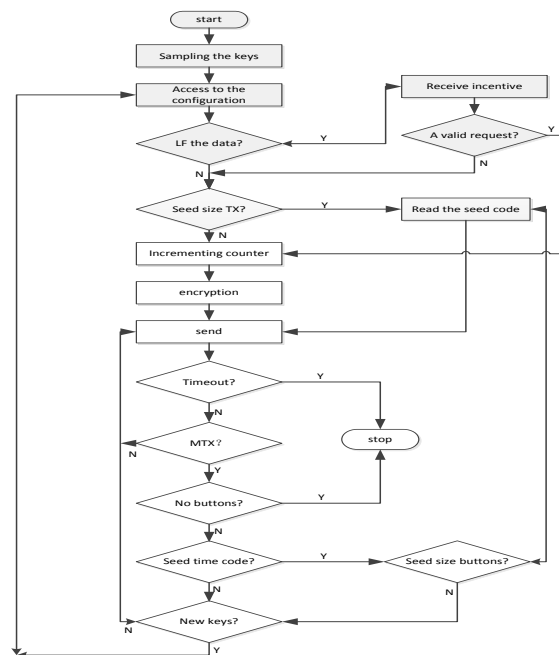 start
Sampling the keys
Access to the
configuration
Receive incentive
LF the data?
Y
A valid request?
Y
N
N
Seed size TX?
Y
Read the seed code
N
Incrementing counter
encryption
send
Timeout?
Y
N
MTX?
stop
N
Y
No buttons?
Y
N
Seed time code?
Y
Seed size buttons?
N
N
New keys?
N
Y